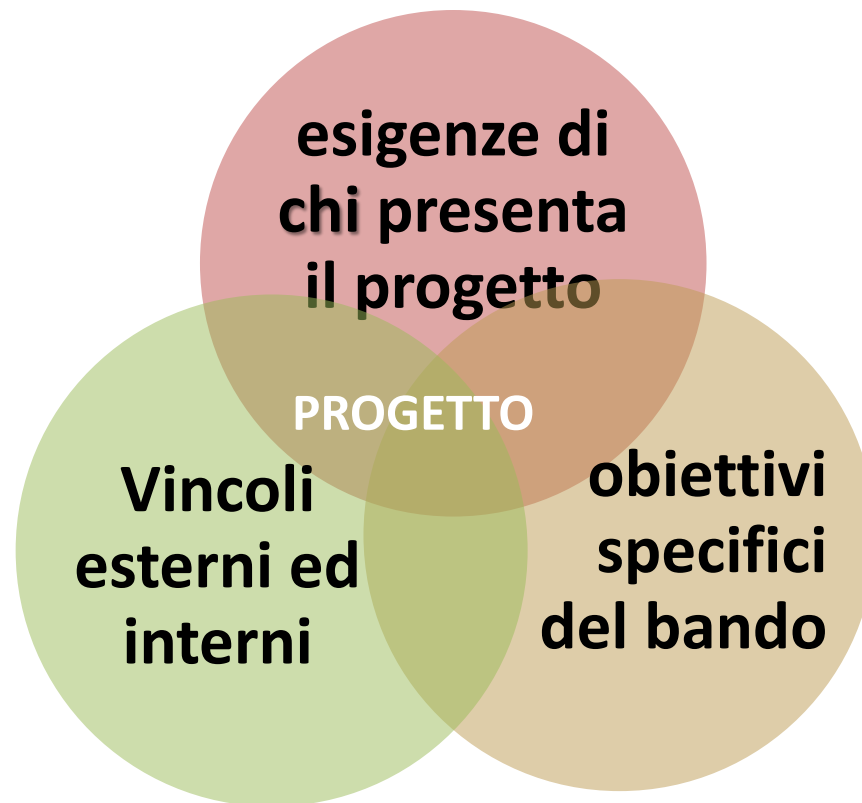 esigenze di
chi presenta
il progetto
PROGETTO
Vincoli
esterni ed
interni
obiettivi
specifici
del bando